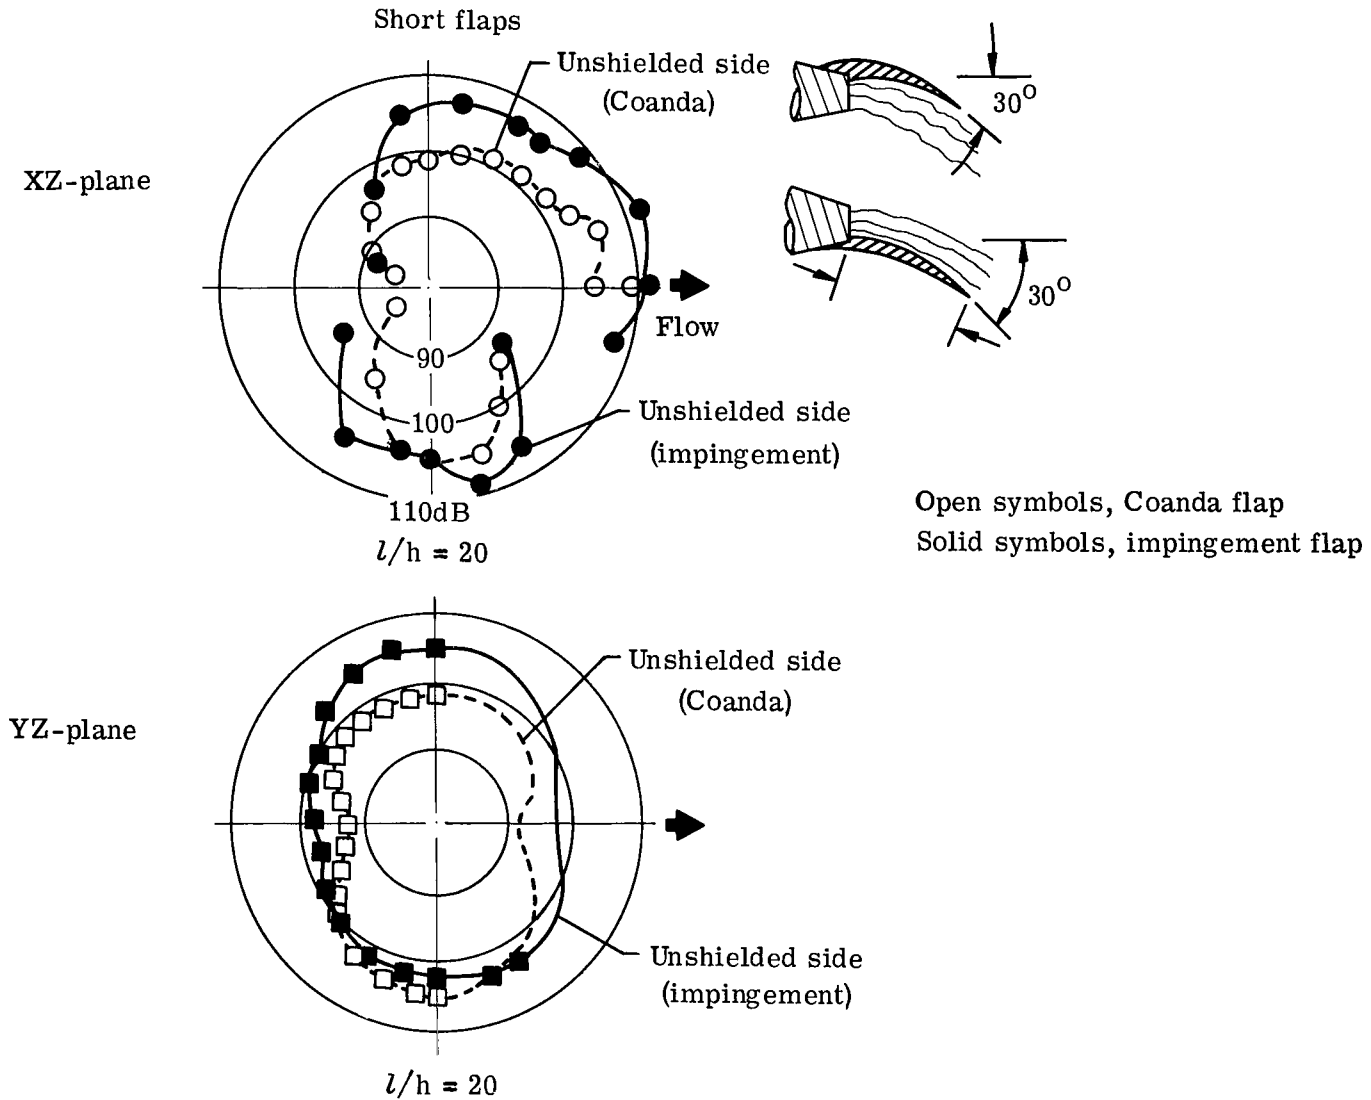 Short flaps
Unshielded side
(Coanda)
30°
XZ-plane
30°
Flow
90
100
Unshielded side
(impingement)
110dB
l/h = 20
Open symbols, Coanda flap
Solid symbols, impingement flap
Unshielded side
(Coanda)
YZ-plane
Unshielded side
(impingement)
l/h = 20